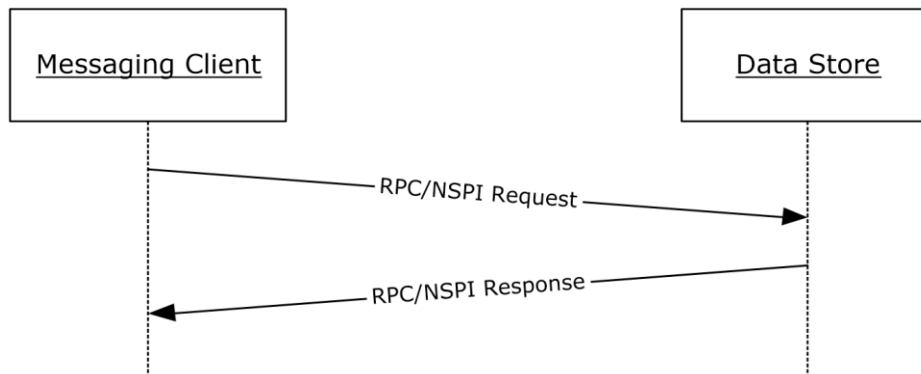 Messaging Client
Data Store
RPC/NSPI Request
RPC/NSPI Response